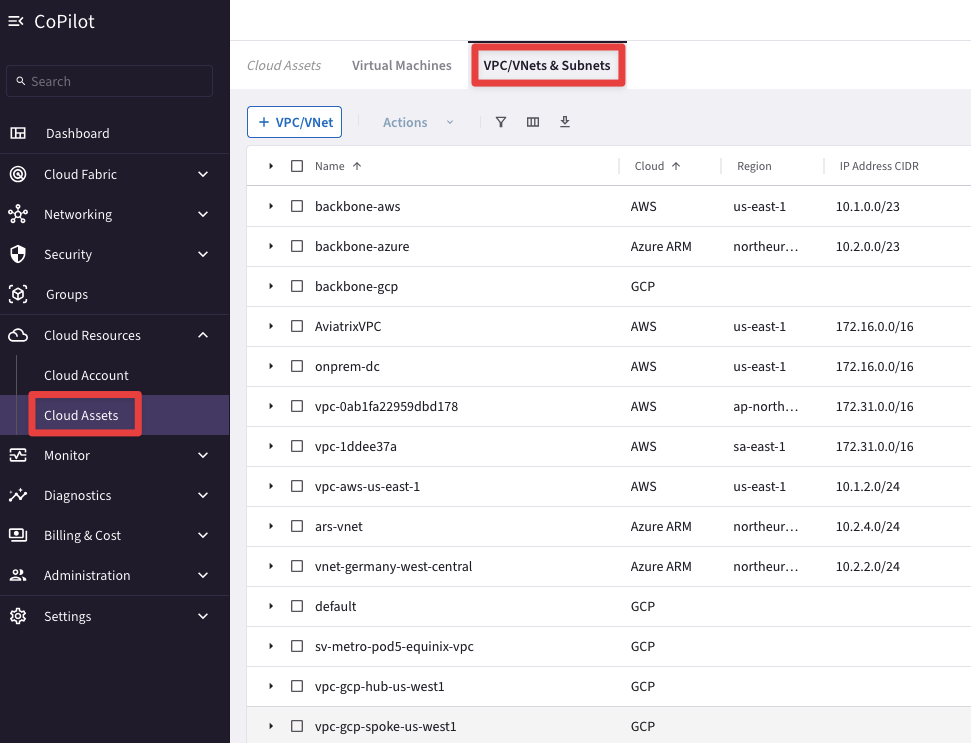 CoPilot
Search
Dashboard
Cloud Fabric
Networking
Security
Groups
Cloud Resources
Cloud Account
Cloud Assets
Monitor
Diagnostics
Billing & Cost
Administration
Settings
Cloud Assets Virtual Machines VPC/VNets & Subnets
+ VPC/VNet Actions
Name Cloud Region IP Address CIDR
backbone-aws AWS us-east-1 10.1.0.0/23
backbone-azure Azure ARM northeur... 10.2.0.0/23
backbone-gcp GCP
AviatrixVPC AWS us-east-1 172.16.0.0/16
onprem-dc AWS us-east-1 172.16.0.0/16
vpc-0ab1fa22959dbd178 AWS ap-north... 172.31.0.0/16
vpc-1ddee37a AWS sa-east-1 172.31.0.0/16
vpc-aws-us-east-1 AWS us-east-1 10.1.2.0/24
ars-vnet Azure ARM northeur... 10.2.4.0/24
vnet-germany-west-central Azure ARM northeur... 10.2.2.0/24
default GCP
sv-metro-pod5-equinix-vpc GCP
vpc-gcp-hub-us-west1 GCP
vpc-gcp-spoke-us-west1 GCP